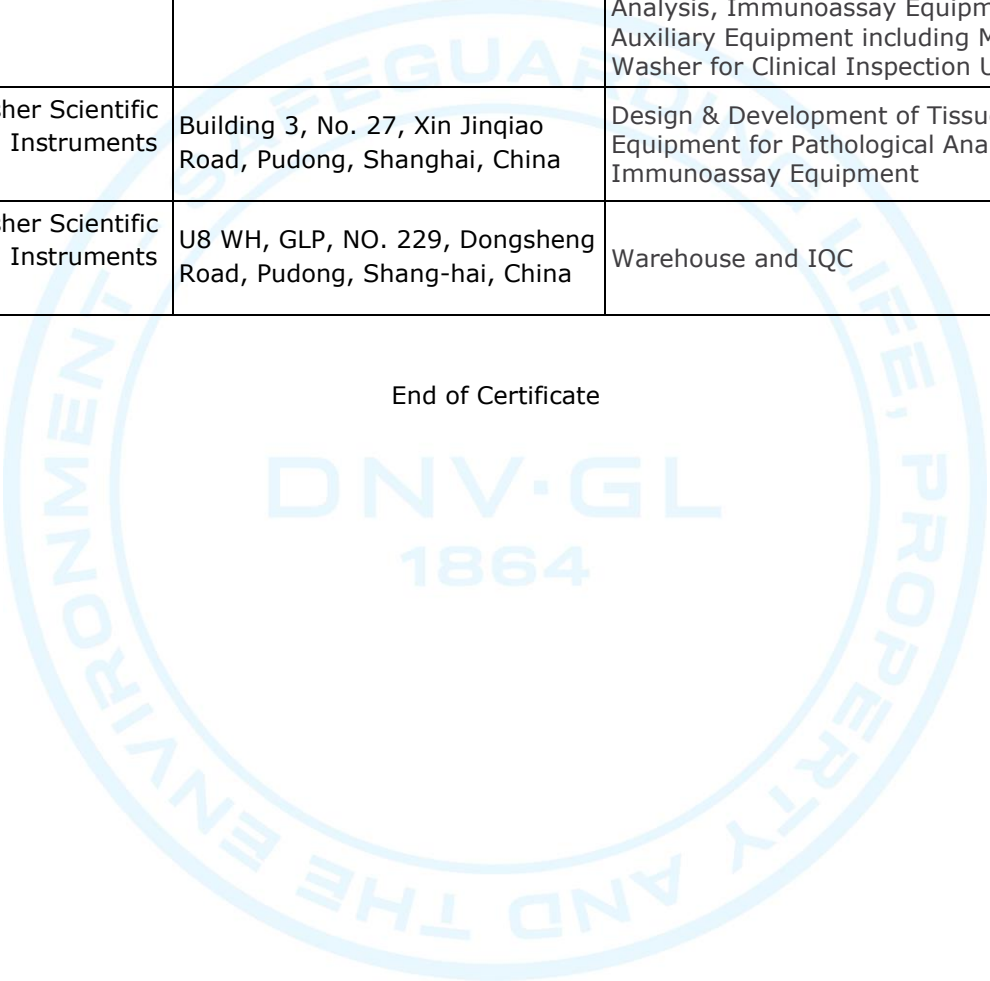 Analysis, Immunoassay Equipm
Auxiliary Equipment including M
Washer for Clinical Inspection U
sher Scientific
Instruments
Building 3, No. 27, Xin Jinqiao
Road, Pudong, Shanghai, China
Design & Development of Tissu
Equipment for Pathological Ana
Immunoassay Equipment
her Scientific
Instruments
U8 WH, GLP, NO. 229, Dongsheng
Road, Pudong, Shang-hai, China
Warehouse and IQC
End of Certificate
SAFEGUARDING LIFE, PROPERTY AND THE ENVIRONMENT
DNV·GL
1864